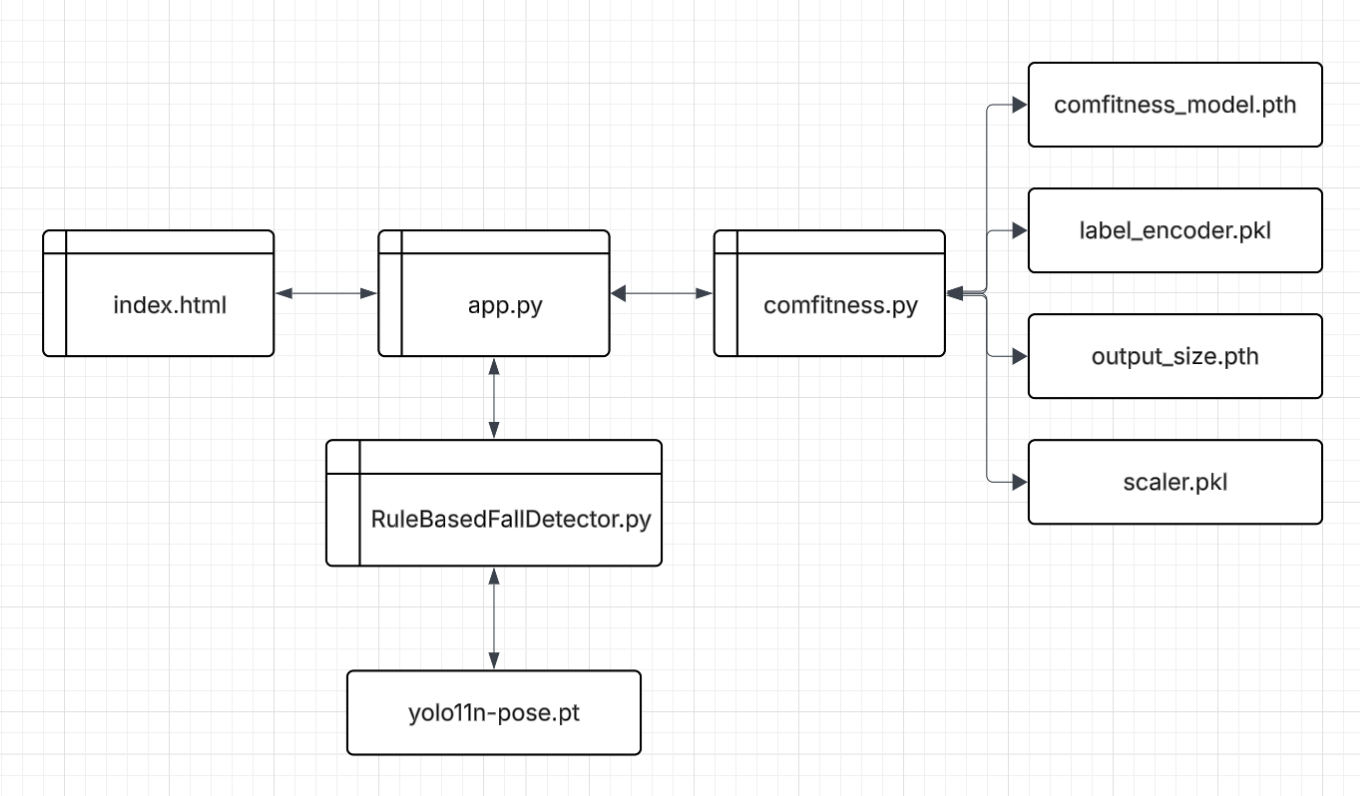 comfitness_model.pth
label_encoder.pkl
index.html
app.py
comfitness.py
output_size.pth
scaler.pkl
RuleBasedFallDetector.py
yolo11n-pose.pt